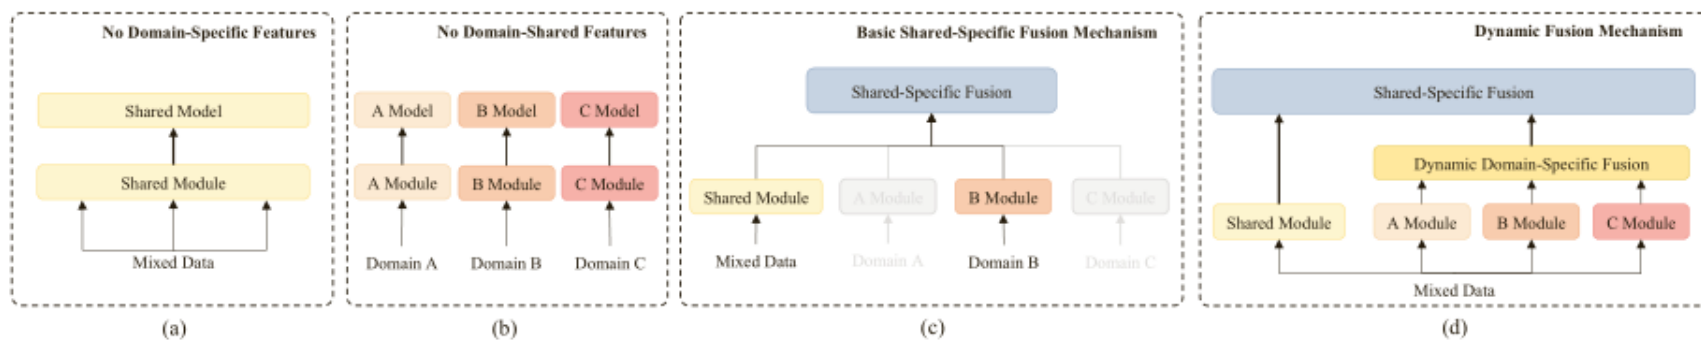 No Domain-Specific Features
Shared Model
Shared Module
Mixed Data
(a)
No Domain-Shared Features
A Model B Model C Model
A Module B Module C Module
Domain A Domain B Domain C
(b)
Basic Shared-Specific Fusion Mechanism
Shared-Specific Fusion
Shared Module A Module B Module C Module
Mixed Data Domain A Domain B Domain C
(c)
Dynamic Fusion Mechanism
Shared-Specific Fusion
Dynamic Domain-Specific Fusion
Shared Module A Module B Module C Module
Mixed Data
(d)